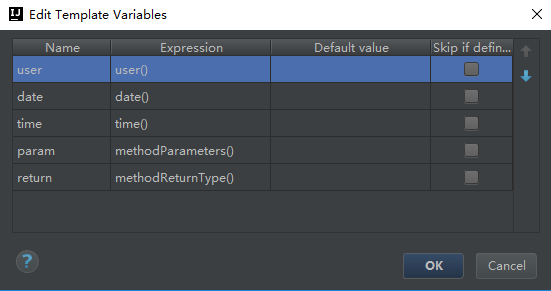 IJ Edit Template Variables
Name Expression Default value Skip if defin...
user user()
date date()
time time()
param methodParameters()
return methodReturnType()
? OK Cancel